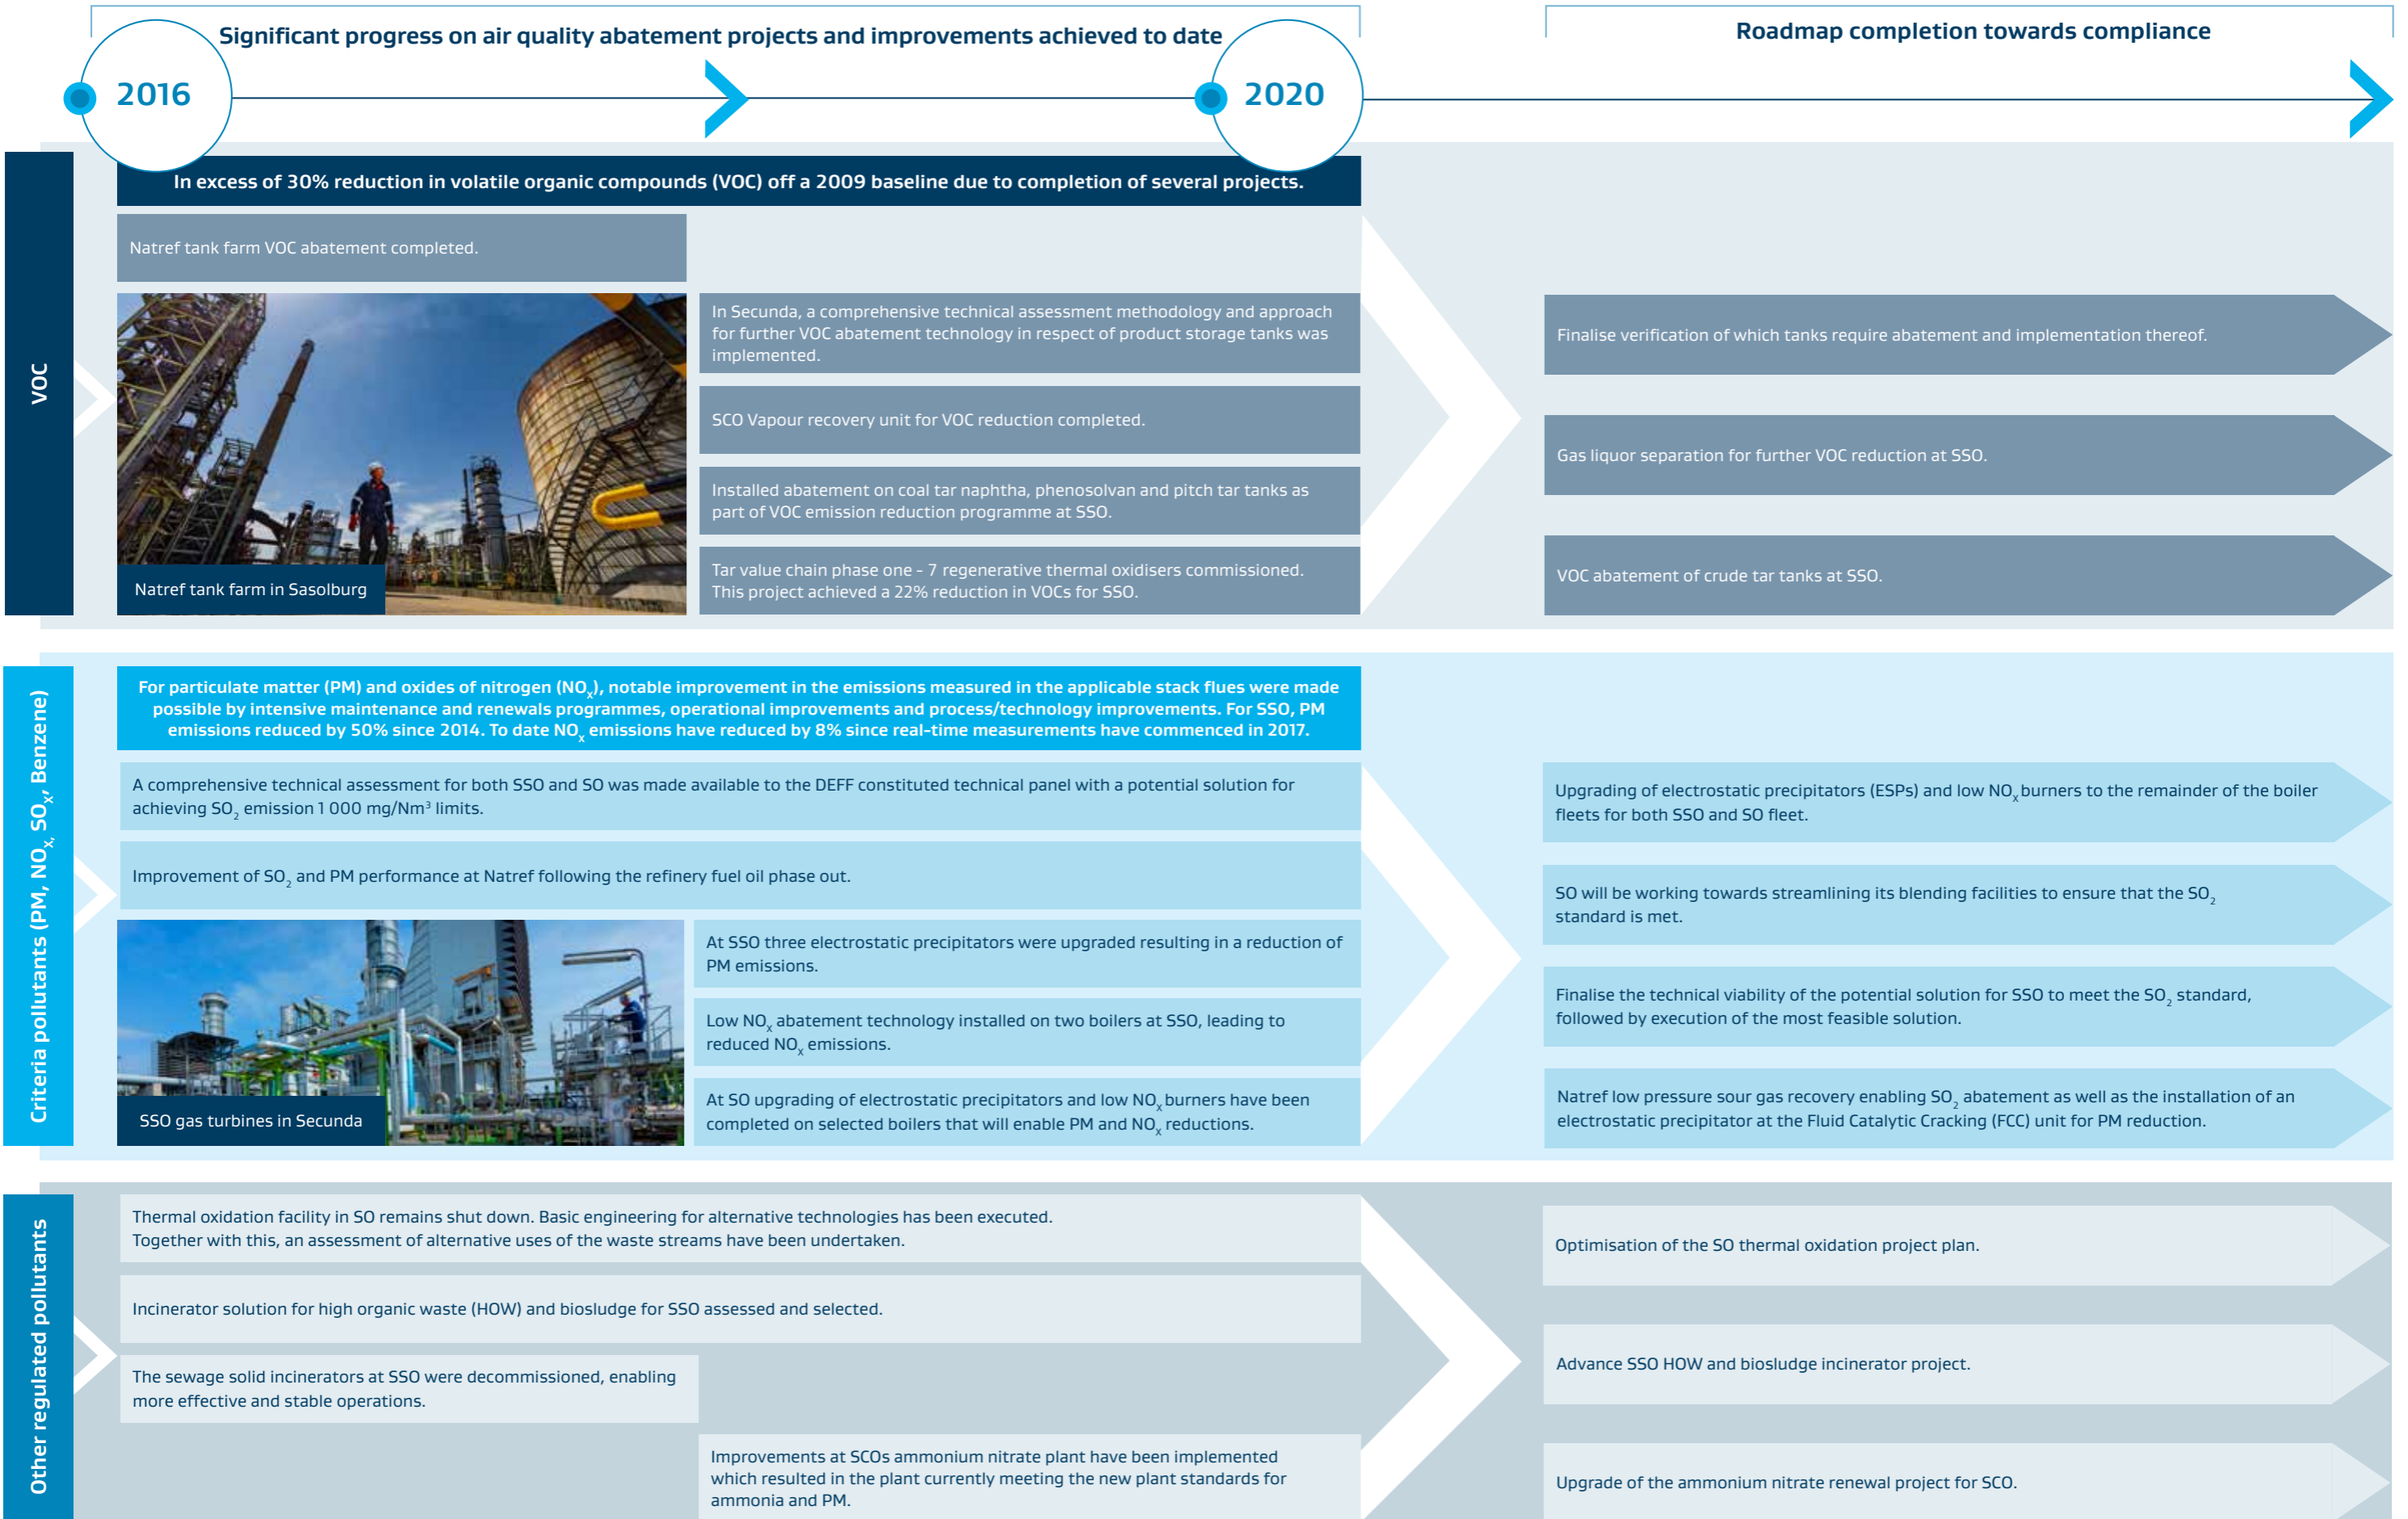 Significant progress on air quality abatement projects and improvements achieved to date
Roadmap completion towards compliance
2016
2020
VOC
In excess of 30% reduction in volatile organic compounds (VOC) off a 2009 baseline due to completion of several projects.
Natref tank farm VOC abatement completed.
Natref tank farm in Sasolburg
In Secunda, a comprehensive technical assessment methodology and approach
for further VOC abatement technology in respect of product storage tanks was
implemented.
SCO Vapour recovery unit for VOC reduction completed.
Installed abatement on coal tar naphtha, phenosolvan and pitch tar tanks as
part of VOC emission reduction programme at SSO.
Tar value chain phase one - 7 regenerative thermal oxidisers commissioned.
This project achieved a 22% reduction in VOCs for SSO.
Finalise verification of which tanks require abatement and implementation thereof.
Gas liquor separation for further VOC reduction at SSO.
VOC abatement of crude tar tanks at SSO.
Criteria pollutants (PM, NOx, SOx, Benzene)
For particulate matter (PM) and oxides of nitrogen (NOx), notable improvement in the emissions measured in the applicable stack flues were made
possible by intensive maintenance and renewals programmes, operational improvements and process/technology improvements. For SSO, PM
emissions reduced by 50% since 2014. To date NOx emissions have reduced by 8% since real-time measurements have commenced in 2017.
A comprehensive technical assessment for both SSO and SO was made available to the DEFF constituted technical panel with a potential solution for
achieving SO₂ emission 1 000 mg/Nm³ limits.
Improvement of SO₂ and PM performance at Natref following the refinery fuel oil phase out.
SSO gas turbines in Secunda
At SSO three electrostatic precipitators were upgraded resulting in a reduction of
PM emissions.
Low NOx abatement technology installed on two boilers at SSO, leading to
reduced NOx emissions.
At SO upgrading of electrostatic precipitators and low NOx burners have been
completed on selected boilers that will enable PM and NOx reductions.
Upgrading of electrostatic precipitators (ESPs) and low NOx burners to the remainder of the boiler
fleets for both SSO and SO fleet.
SO will be working towards streamlining its blending facilities to ensure that the SO₂
standard is met.
Finalise the technical viability of the potential solution for SSO to meet the SO₂ standard,
followed by execution of the most feasible solution.
Natref low pressure sour gas recovery enabling SO₂ abatement as well as the installation of an
electrostatic precipitator at the Fluid Catalytic Cracking (FCC) unit for PM reduction.
Other regulated pollutants
Thermal oxidation facility in SO remains shut down. Basic engineering for alternative technologies has been executed.
Together with this, an assessment of alternative uses of the waste streams have been undertaken.
Incinerator solution for high organic waste (HOW) and biosludge for SSO assessed and selected.
The sewage solid incinerators at SSO were decommissioned, enabling
more effective and stable operations.
Improvements at SCOs ammonium nitrate plant have been implemented
which resulted in the plant currently meeting the new plant standards for
ammonia and PM.
Optimisation of the SO thermal oxidation project plan.
Advance SSO HOW and biosludge incinerator project.
Upgrade of the ammonium nitrate renewal project for SCO.